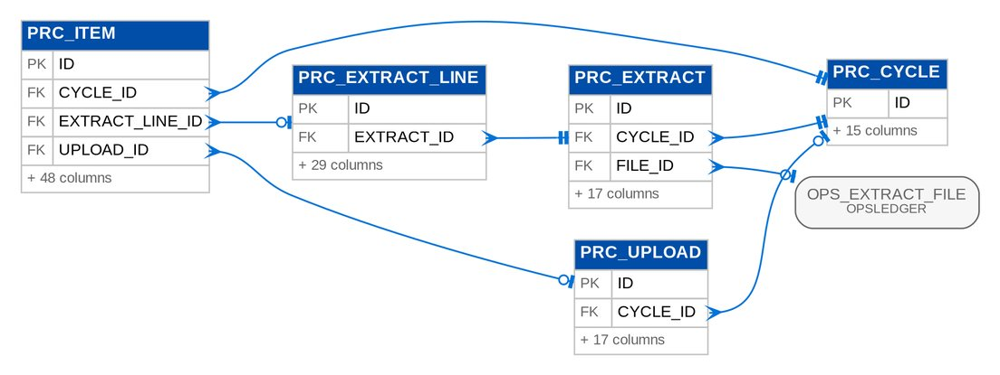 PRC_ITEM
PK ID
FK CYCLE_ID
FK EXTRACT_LINE_ID
FK UPLOAD_ID
+ 48 columns
PRC_EXTRACT_LINE
PK ID
FK EXTRACT_ID
+ 29 columns
PRC_EXTRACT
PK ID
FK CYCLE_ID
FK FILE_ID
+ 17 columns
PRC_CYCLE
PK ID
+ 15 columns
OPS_EXTRACT_FILE
OPSLEDGER
PRC_UPLOAD
PK ID
FK CYCLE_ID
+ 17 columns